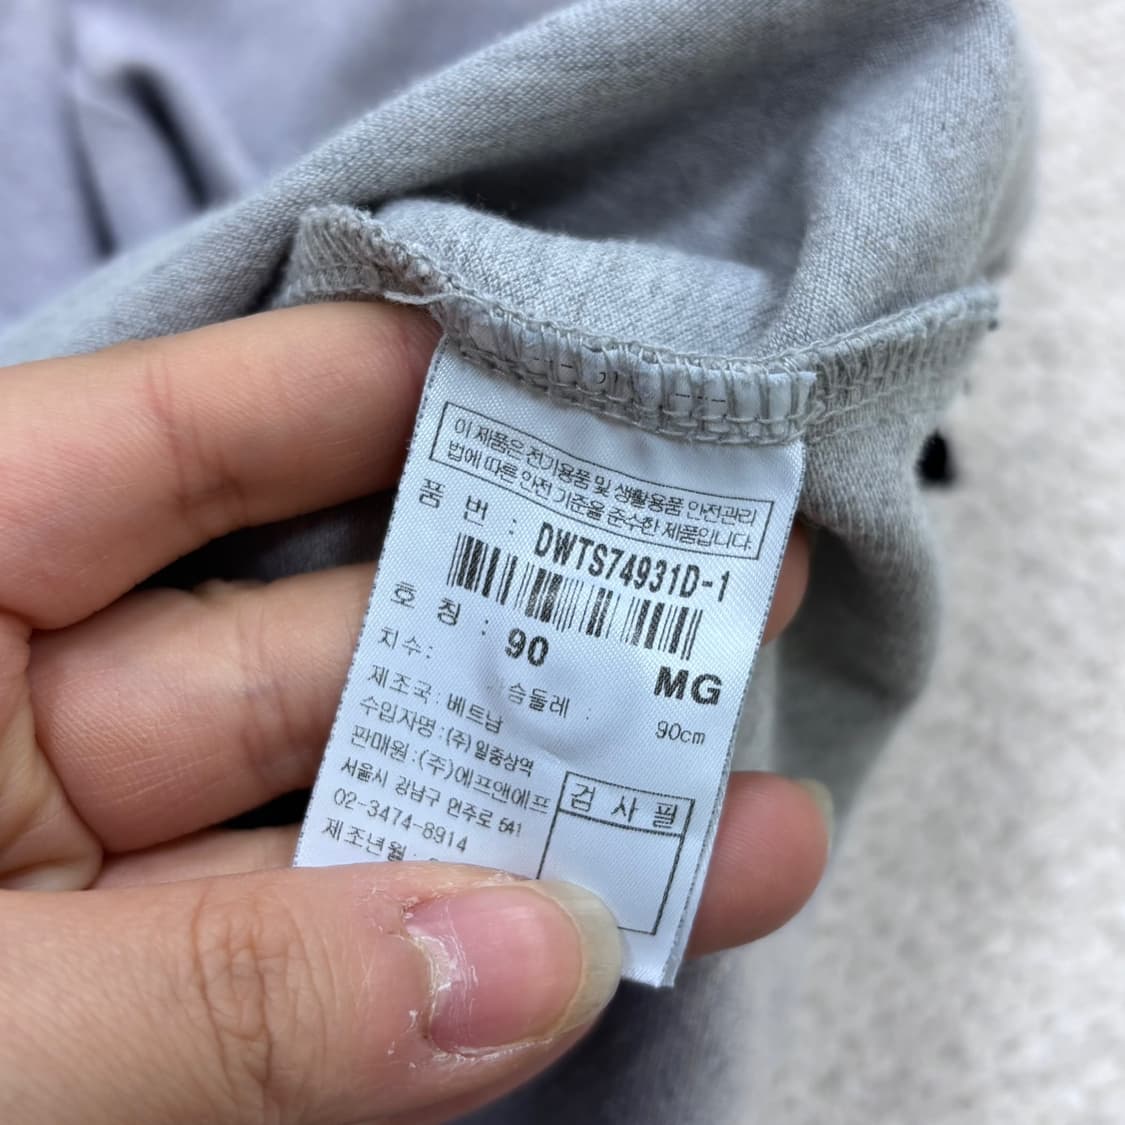 이 제품은 전기용품 및 생활용품 안전관리
법에 따른 안전 기준을 준수한 제품입니다
품 번 : DWTS74931D-1
호 칭 : 90 MG
치수: 슴둘레 : 90cm
제조국: 베트남
수입자명:(주)일중상역
판매원:(주)에프앤에프
서울시 강남구 언주로 541
02-3474-8914
제조년월:
검 사 필